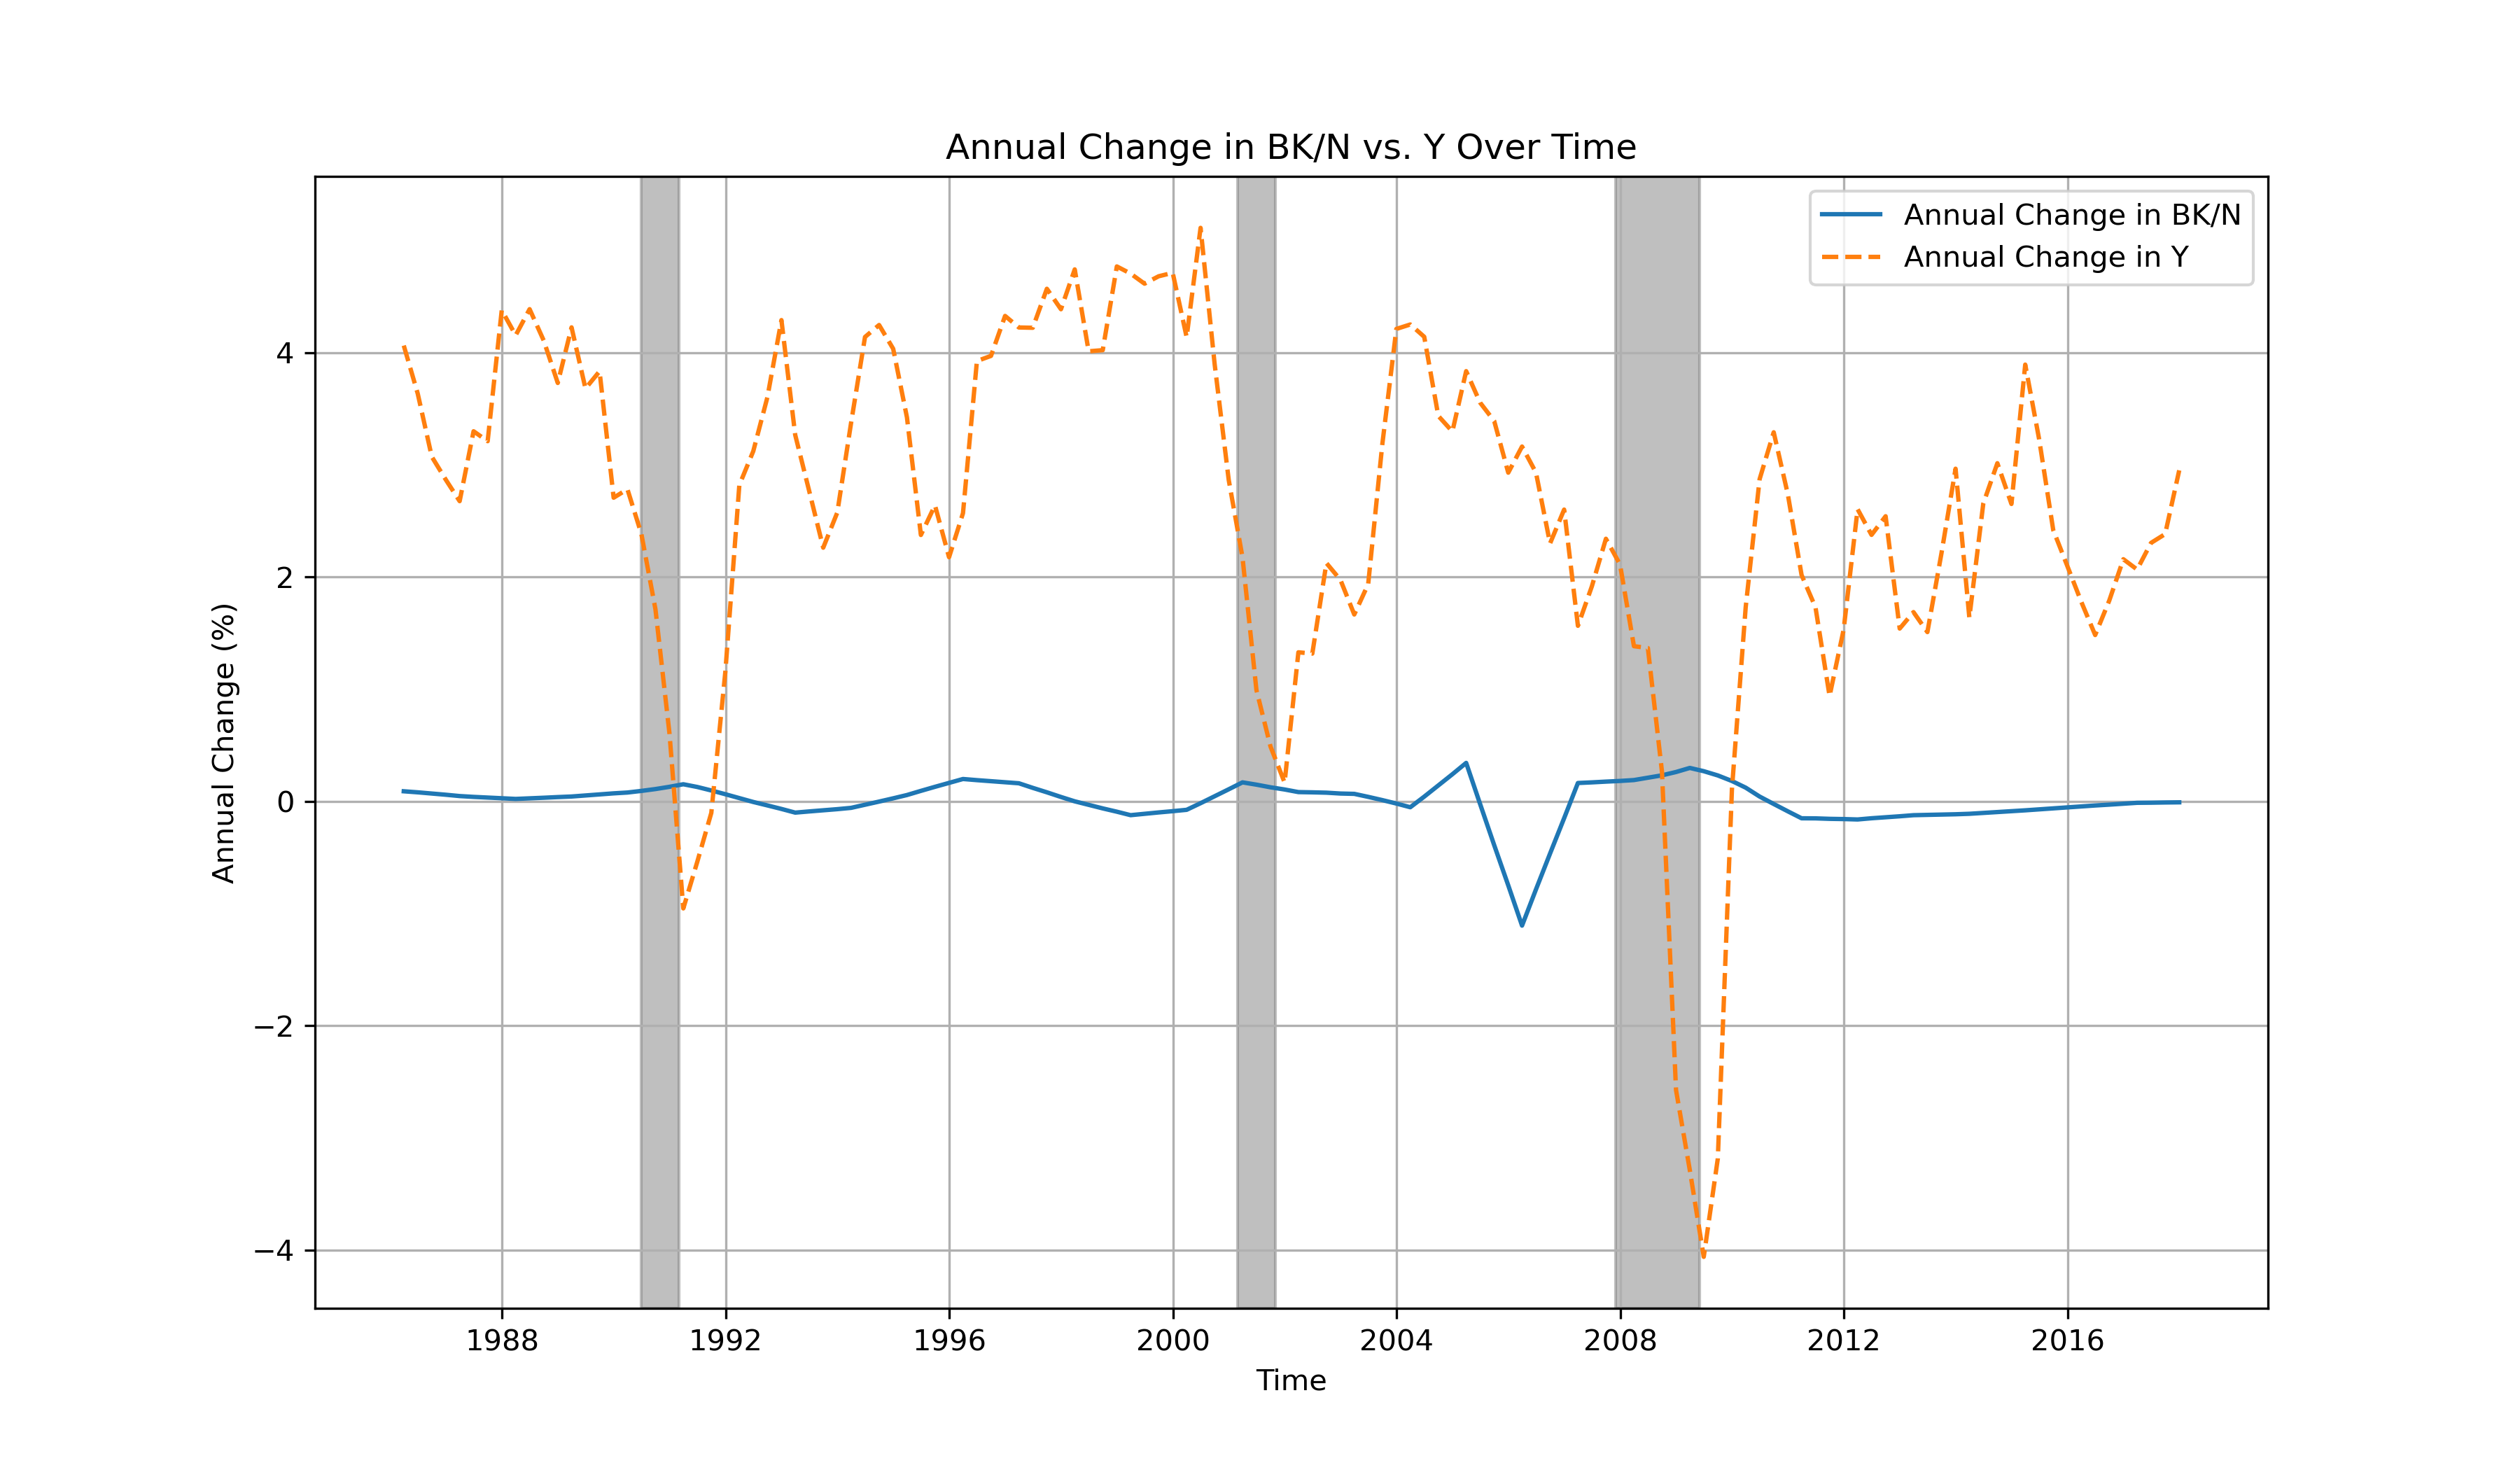 Annual Change in BK/N vs. Y Over Time
Annual Change in BK/N
Annual Change in Y
Annual Change (%)
4
2
0
−2
−4
1988 1992 1996 2000 2004 2008 2012 2016
Time